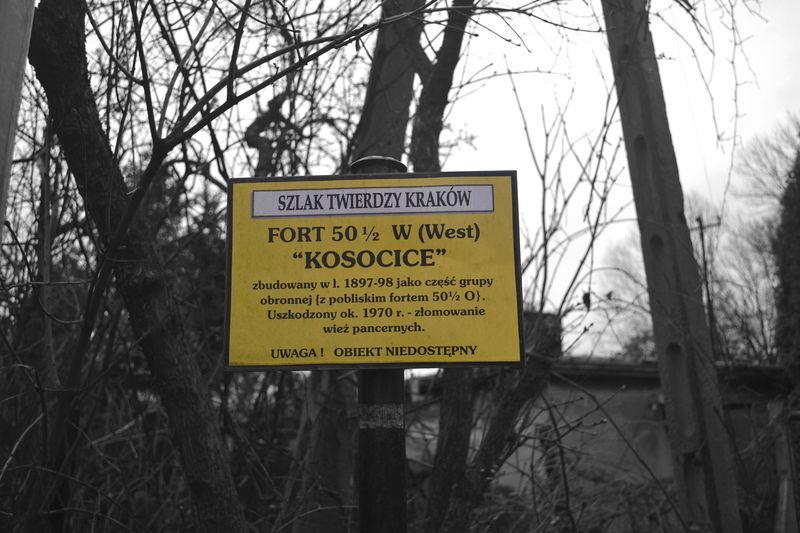 SZLAK TWIERDZY KRAKÓW
FORT 50 ½ W (West)
“KOSOCICE”
zbudowany w l. 1897-98 jako część grupy
obronnej {z pobliskim fortem 50½ O}.
Uszkodzony ok. 1970 r. - złomowanie
wież pancernych.
UWAGA ! OBIEKT NIEDOSTĘPNY